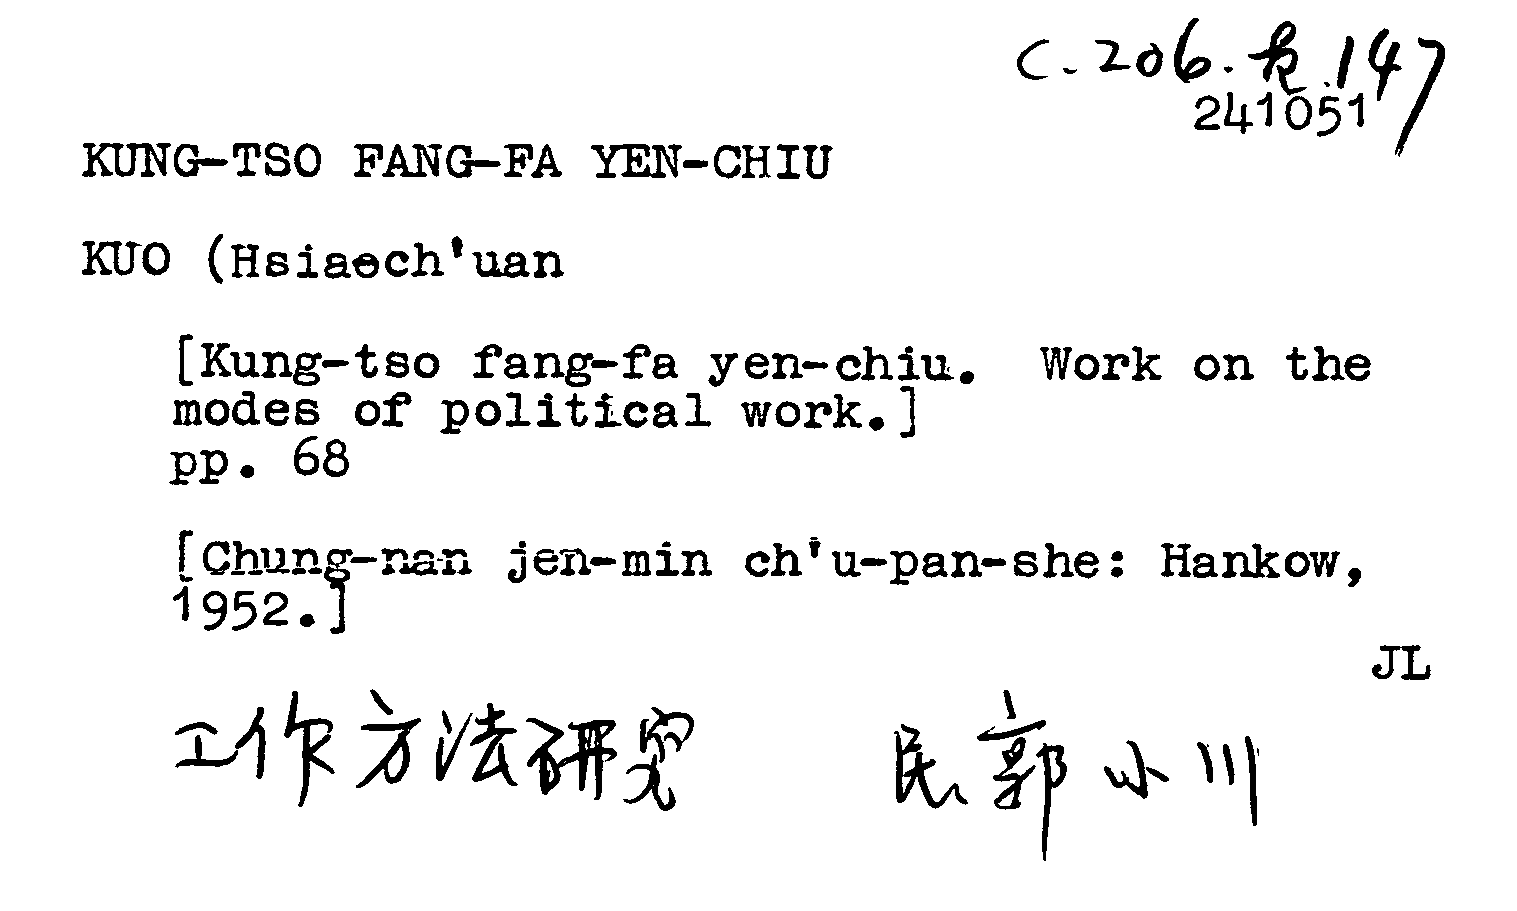 C.206.k.147
241051
KUNG-TSO FANG-FA YEN-CHIU
KUO (Hsiaoch'uan
[Kung-tso fang-fa yen-chiu. Work on the
modes of political work.]
pp. 68
[Chung-nan jen-min ch'u-pan-she: Hankow,
1952.]
JL
工作方法研究 民郭小川